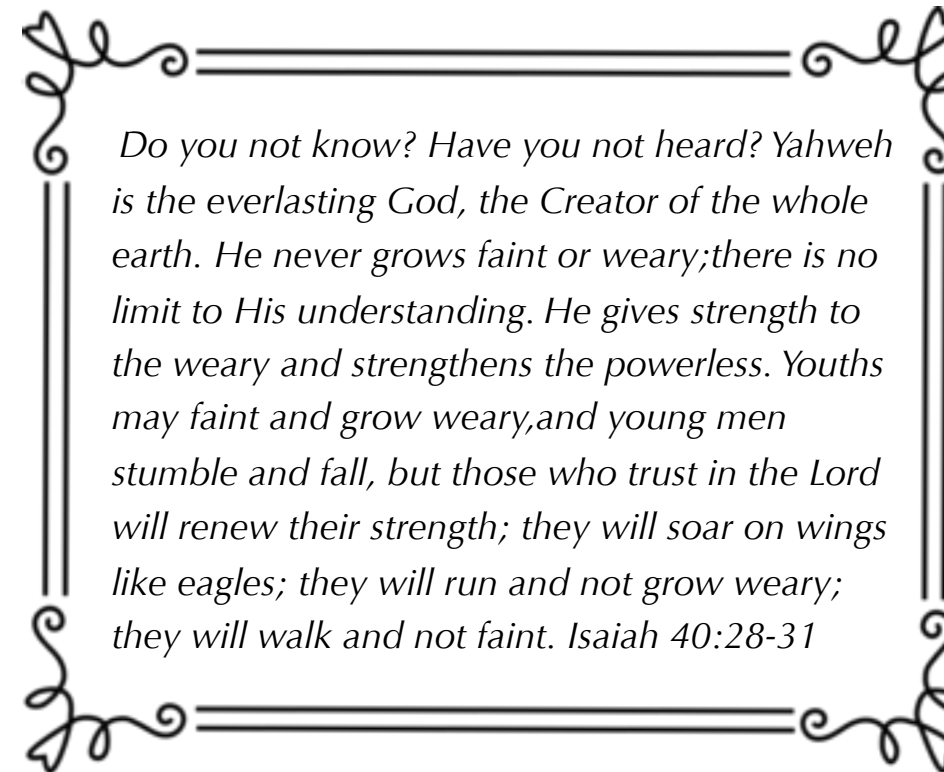 Do you not know? Have you not heard? Yahweh
is the everlasting God, the Creator of the whole
earth. He never grows faint or weary;there is no
limit to His understanding. He gives strength to
the weary and strengthens the powerless. Youths
may faint and grow weary,and young men
stumble and fall, but those who trust in the Lord
will renew their strength; they will soar on wings
like eagles; they will run and not grow weary;
they will walk and not faint. Isaiah 40:28-31